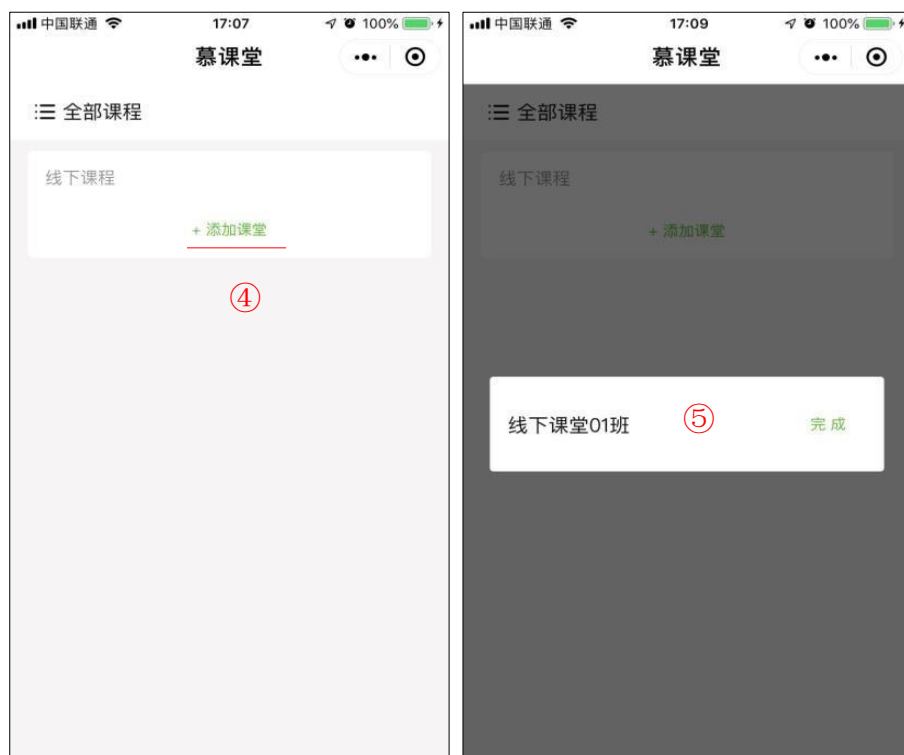 中国联通 17:07 100%
慕课堂
全部课程
线下课程
+ 添加课堂
④
中国联通 17:09 100%
慕课堂
全部课程
线下课程
+ 添加课堂
线下课堂01班 ⑤ 完成